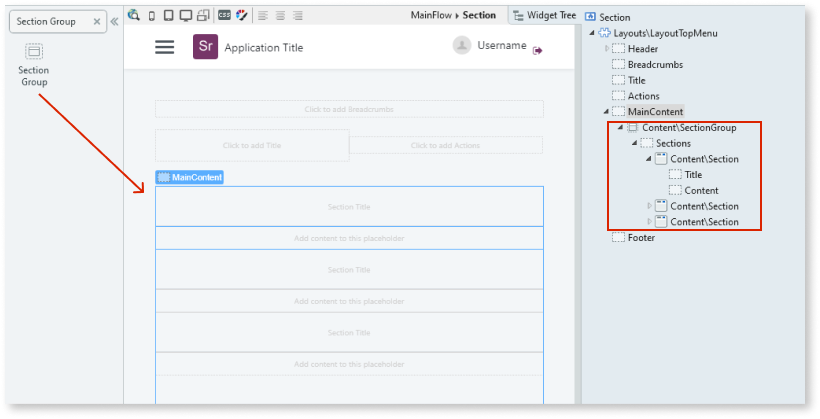 Section Group
Section
Group
MainFlow ▸ Section
Widget Tree
Sr
Application Title
Username
Click to add Breadcrumbs
Click to add Title
Click to add Actions
MainContent
Section Title
Add content to this placeholder
Section Title
Add content to this placeholder
Section Title
Add content to this placeholder
Section
Layouts\LayoutTopMenu
Header
Breadcrumbs
Title
Actions
MainContent
Content\SectionGroup
Sections
Content\Section
Title
Content
Content\Section
Content\Section
Footer
CSS